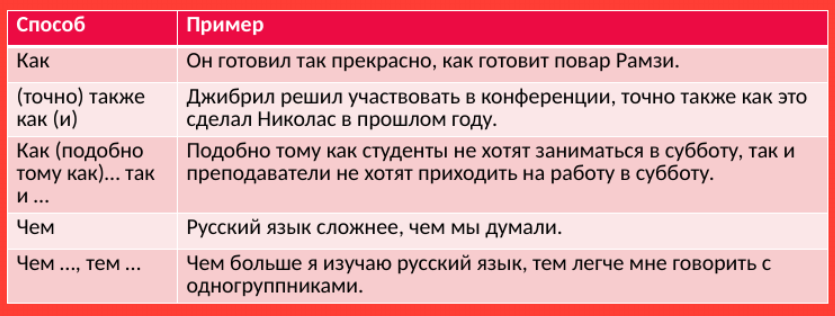 Способ Пример
Как Он готовил так прекрасно, как готовит повар Рамзи.
(точно) также Джибрил решил участвовать в конференции, точно также как это
как (и) сделал Николас в прошлом году.
Как (подобно Подобно тому как студенты не хотят заниматься в субботу, так и
тому как)... так преподаватели не хотят приходить на работу в субботу.
и ...
Чем Русский язык сложнее, чем мы думали.
Чем ..., тем ... Чем больше я изучаю русский язык, тем легче мне говорить с
одногруппниками.